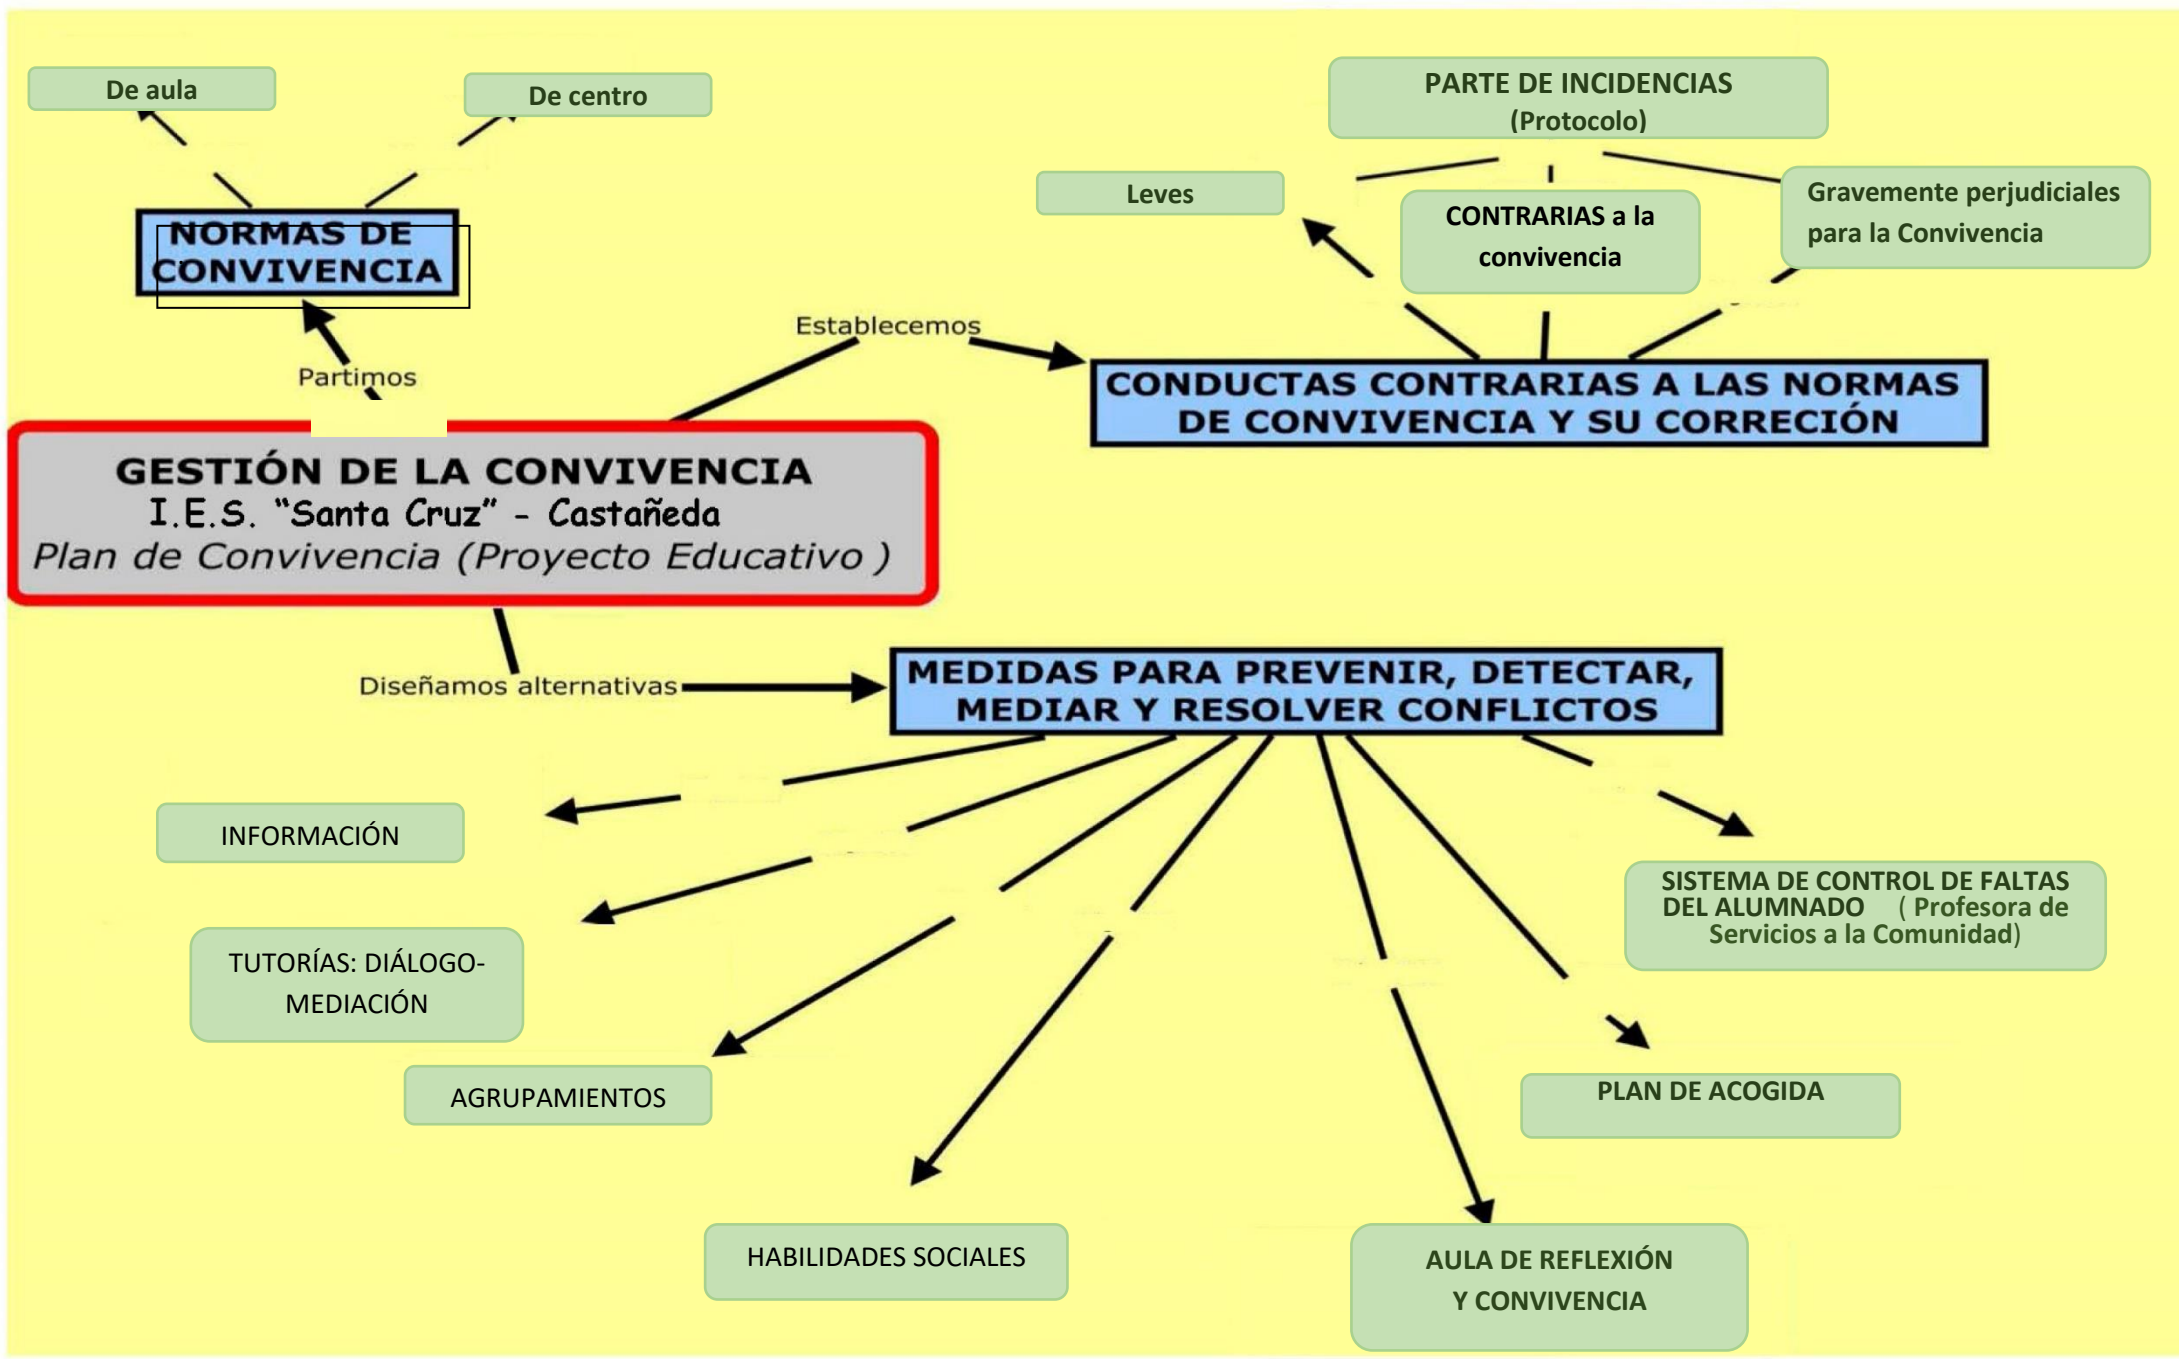 De aula
De centro
PARTE DE INCIDENCIAS
(Protocolo)
Leves
CONTRARIAS a la
convivencia
Gravemente perjudiciales
para la Convivencia
NORMAS DE
CONVIVENCIA
Establecemos
Partimos
CONDUCTAS CONTRARIAS A LAS NORMAS
DE CONVIVENCIA Y SU CORRECIÓN
GESTIÓN DE LA CONVIVENCIA
I.E.S. “Santa Cruz” - Castañeda
Plan de Convivencia (Proyecto Educativo )
Diseñamos alternativas
MEDIDAS PARA PREVENIR, DETECTAR,
MEDIAR Y RESOLVER CONFLICTOS
INFORMACIÓN
TUTORÍAS: DIÁLOGO-
MEDIACIÓN
AGRUPAMIENTOS
HABILIDADES SOCIALES
AULA DE REFLEXIÓN
Y CONVIVENCIA
PLAN DE ACOGIDA
SISTEMA DE CONTROL DE FALTAS
DEL ALUMNADO ( Profesora de
Servicios a la Comunidad)